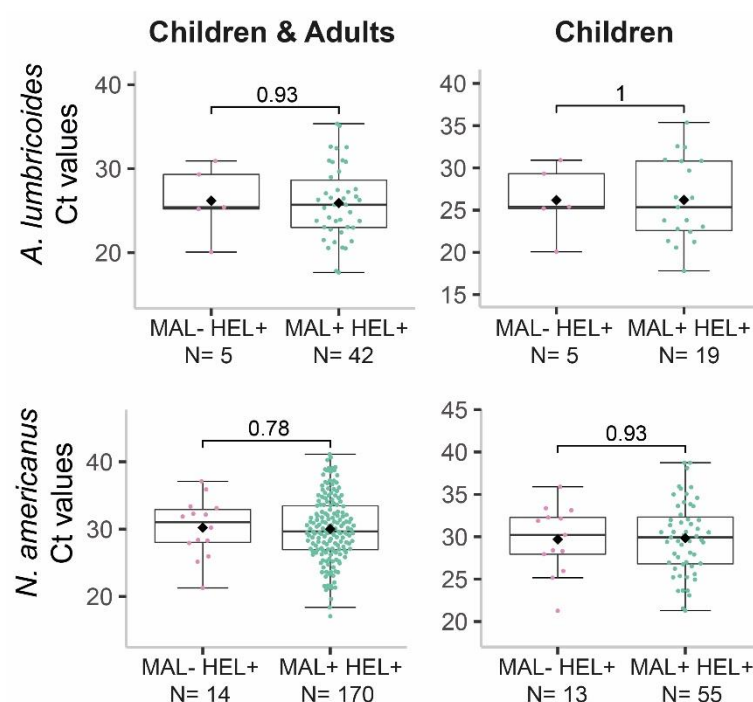 Children & Adults
Children
A. lumbricoides
Ct values
40
30
20
0.93
MAL- HEL+
N= 5
MAL+ HEL+
N= 42
40
35
30
25
20
15
1
MAL- HEL+
N= 5
MAL+ HEL+
N= 19
N. americanus
Ct values
40
30
20
0.78
MAL- HEL+
N= 14
MAL+ HEL+
N= 170
45
40
35
30
25
20
0.93
MAL- HEL+
N= 13
MAL+ HEL+
N= 55